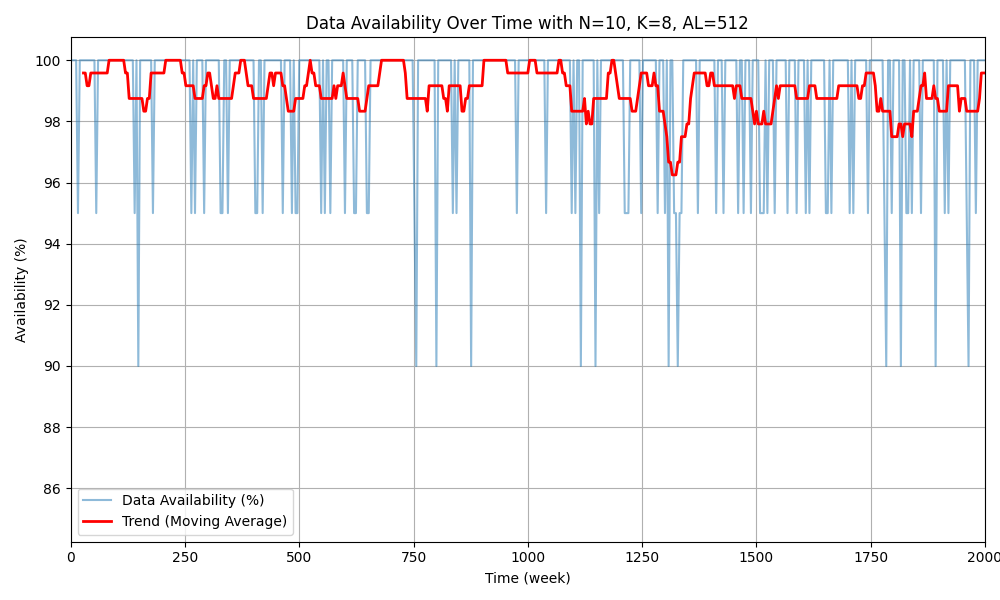 Data Availability Over Time with N=10, K=8, AL=512
Availability (%)
100
98
96
94
92
90
88
86
Data Availability (%)
Trend (Moving Average)
0 250 500 750 1000 1250 1500 1750 2000
Time (week)